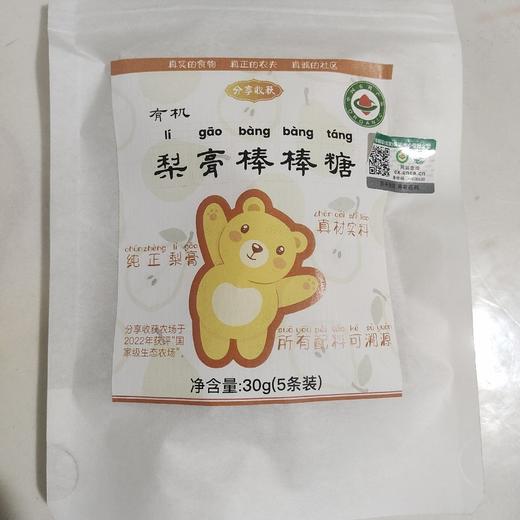 真实的食物 真正的农夫 真诚的社区
分享收获
有机
lí gāo bàng bàng táng
梨膏棒棒糖
zhēn cái shí liào
真材实料
chúnzhèng lí gāo
纯正梨膏
分享收获农场于
2022年获评“国
家级生态农场”。
suǒ yǒu pèi liào kě sù yuán
所有配料可溯源
净含量:30g(5条装)